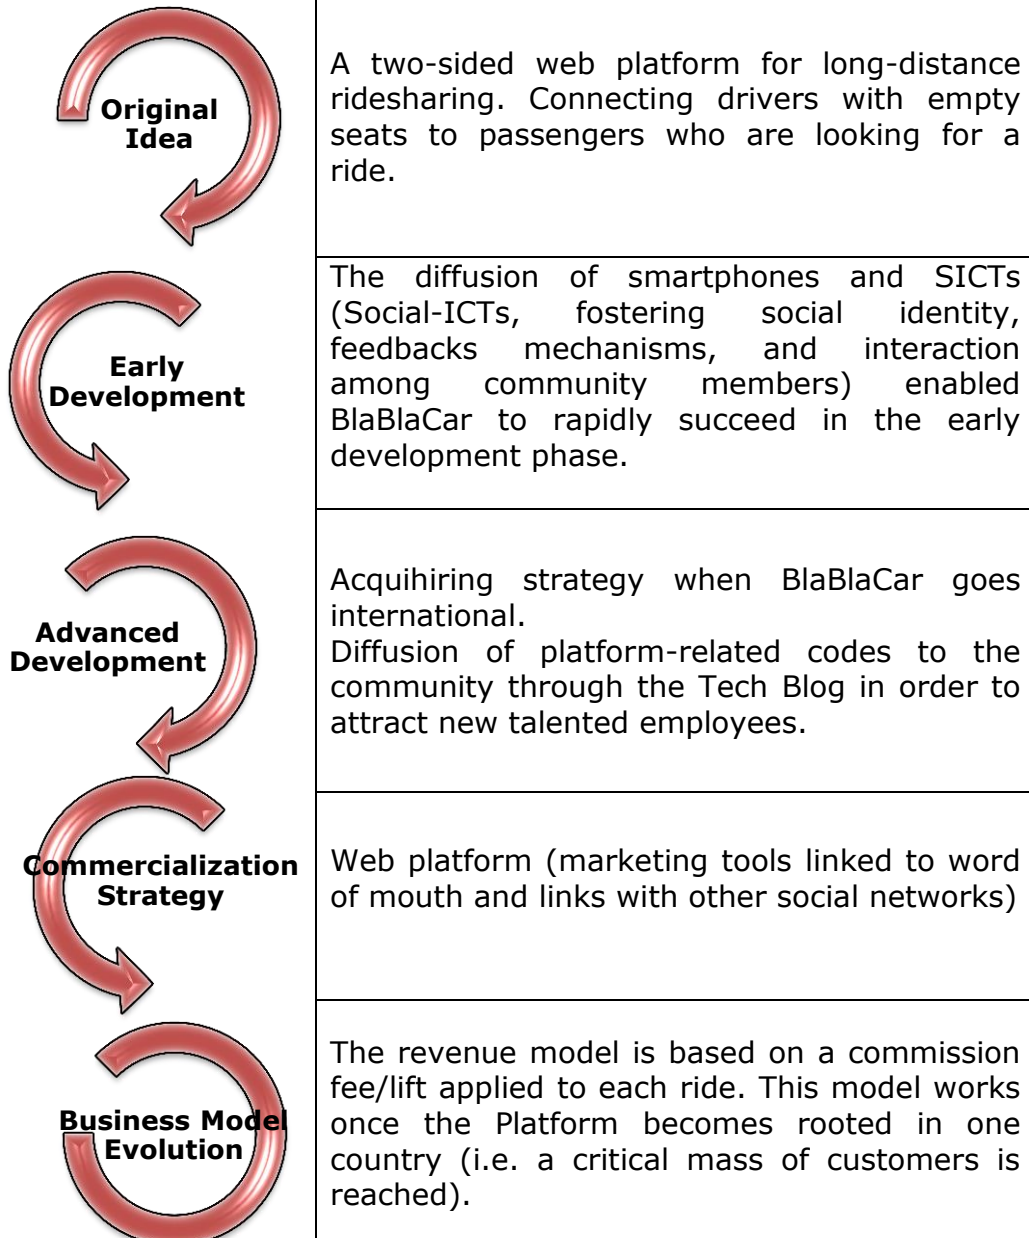 Original
Idea
A two-sided web platform for long-distance
ridesharing. Connecting drivers with empty
seats to passengers who are looking for a
ride.
Early
Development
The diffusion of smartphones and SICTs
(Social-ICTs, fostering social identity,
feedbacks mechanisms, and interaction
among community members) enabled
BlaBlaCar to rapidly succeed in the early
development phase.
Advanced
Development
Acquihiring strategy when BlaBlaCar goes
international.
Diffusion of platform-related codes to the
community through the Tech Blog in order to
attract new talented employees.
Commercialization
Strategy
Web platform (marketing tools linked to word
of mouth and links with other social networks)
Business Model
Evolution
The revenue model is based on a commission
fee/lift applied to each ride. This model works
once the Platform becomes rooted in one
country (i.e. a critical mass of customers is
reached).